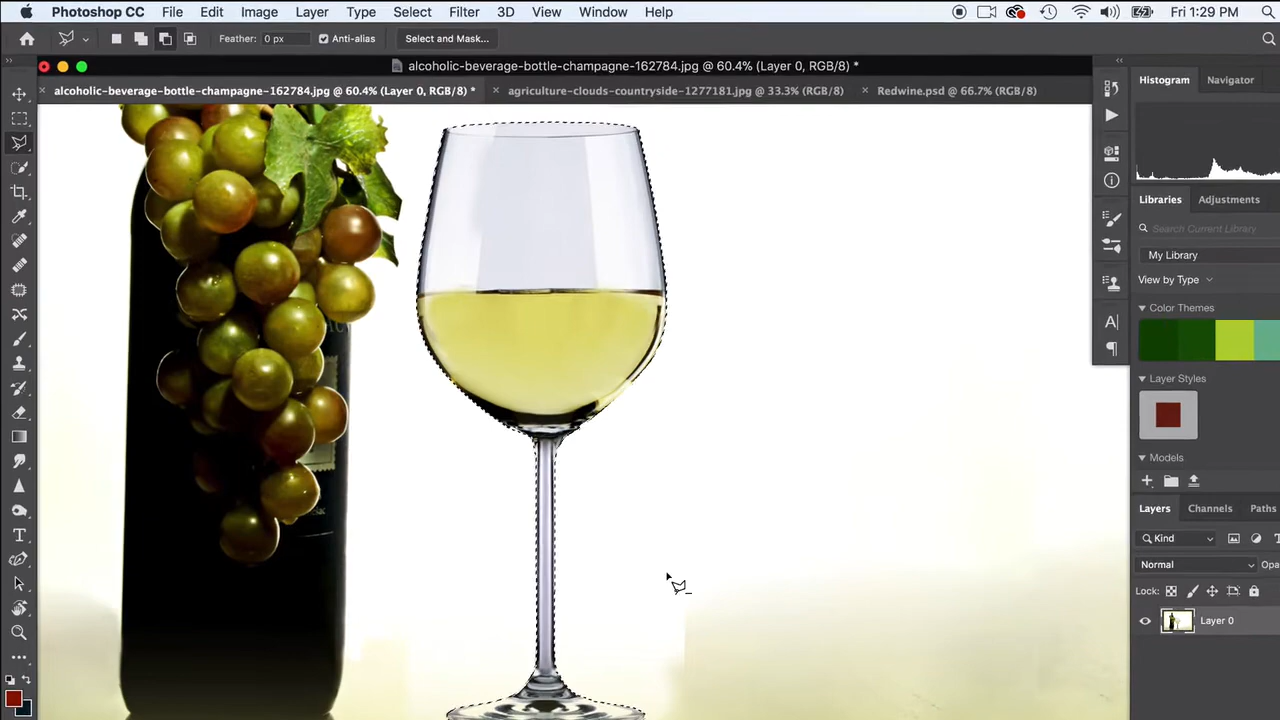 Photoshop CC File Edit Image Layer Type Select Filter 3D View Window Help Fri 1:29 PM
Feather: 0 px Anti-alias Select and Mask...
alcoholic-beverage-bottle-champagne-162784.jpg @ 60.4% (Layer 0, RGB/8) *
alcoholic-beverage-bottle-champagne-162784.jpg @ 60.4% (Layer 0, RGB/8) * agriculture-clouds-countryside-1277181.jpg @ 33.3% (RGB/8) Redwine.psd @ 66.7% (RGB/8)
Histogram Navigator
Libraries Adjustments
Search Current Library
My Library
View by Type
Color Themes
Layer Styles
Models
Layers Channels Paths
Kind
Normal Opa
Lock:
Layer 0